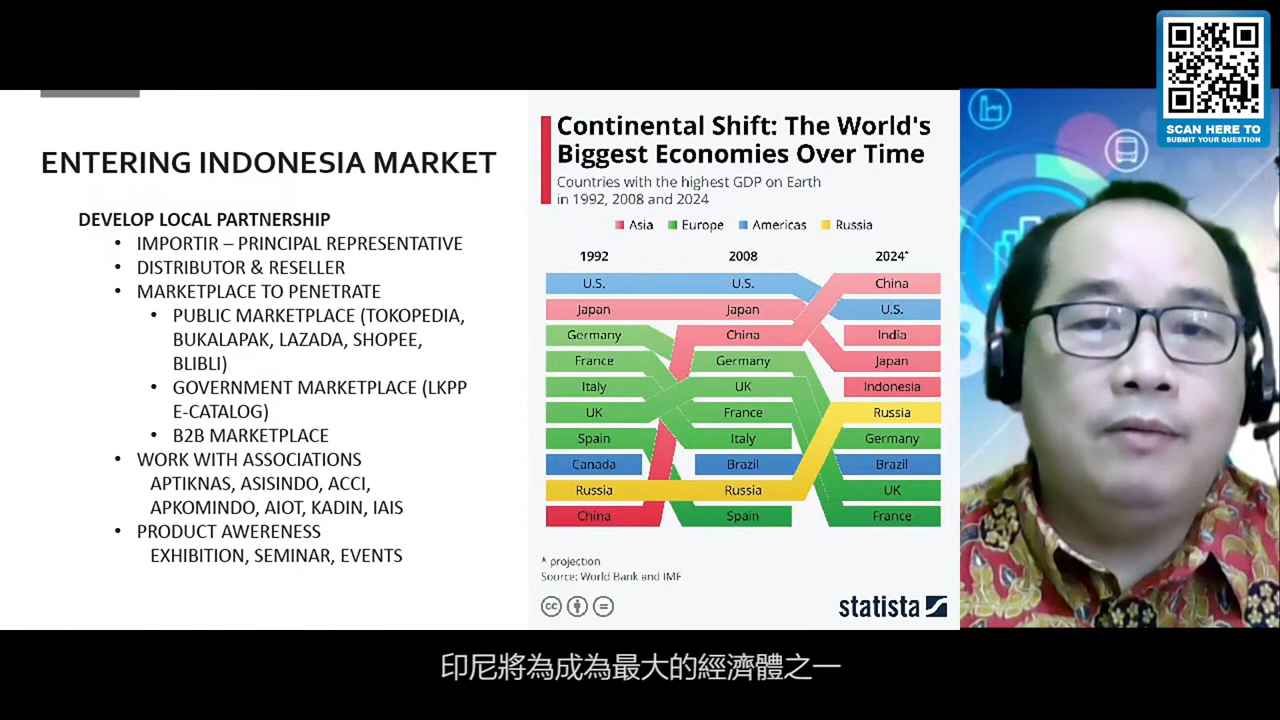 SCAN HERE TO
SUBMIT YOUR QUESTION
ENTERING INDONESIA MARKET
DEVELOP LOCAL PARTNERSHIP
• IMPORTIR – PRINCIPAL REPRESENTATIVE
• DISTRIBUTOR & RESELLER
• MARKETPLACE TO PENETRATE
• PUBLIC MARKETPLACE (TOKOPEDIA,
BUKALAPAK, LAZADA, SHOPEE,
BLIBLI)
• GOVERNMENT MARKETPLACE (LKPP
E-CATALOG)
• B2B MARKETPLACE
• WORK WITH ASSOCIATIONS
APTIKNAS, ASISINDO, ACCI,
APKOMINDO, AIOT, KADIN, IAIS
• PRODUCT AWERENESS
EXHIBITION, SEMINAR, EVENTS
Continental Shift: The World's
Biggest Economies Over Time
Countries with the highest GDP on Earth
in 1992, 2008 and 2024
Asia Europe Americas Russia
1992 2008 2024*
U.S. U.S. China
Japan Japan U.S.
Germany China India
France Germany Japan
Italy UK Indonesia
UK France Russia
Spain Italy Germany
Canada Brazil Brazil
Russia Russia UK
China Spain France
* projection
Source: World Bank and IMF
cc
statista
印尼將為成為最大的經濟體之一